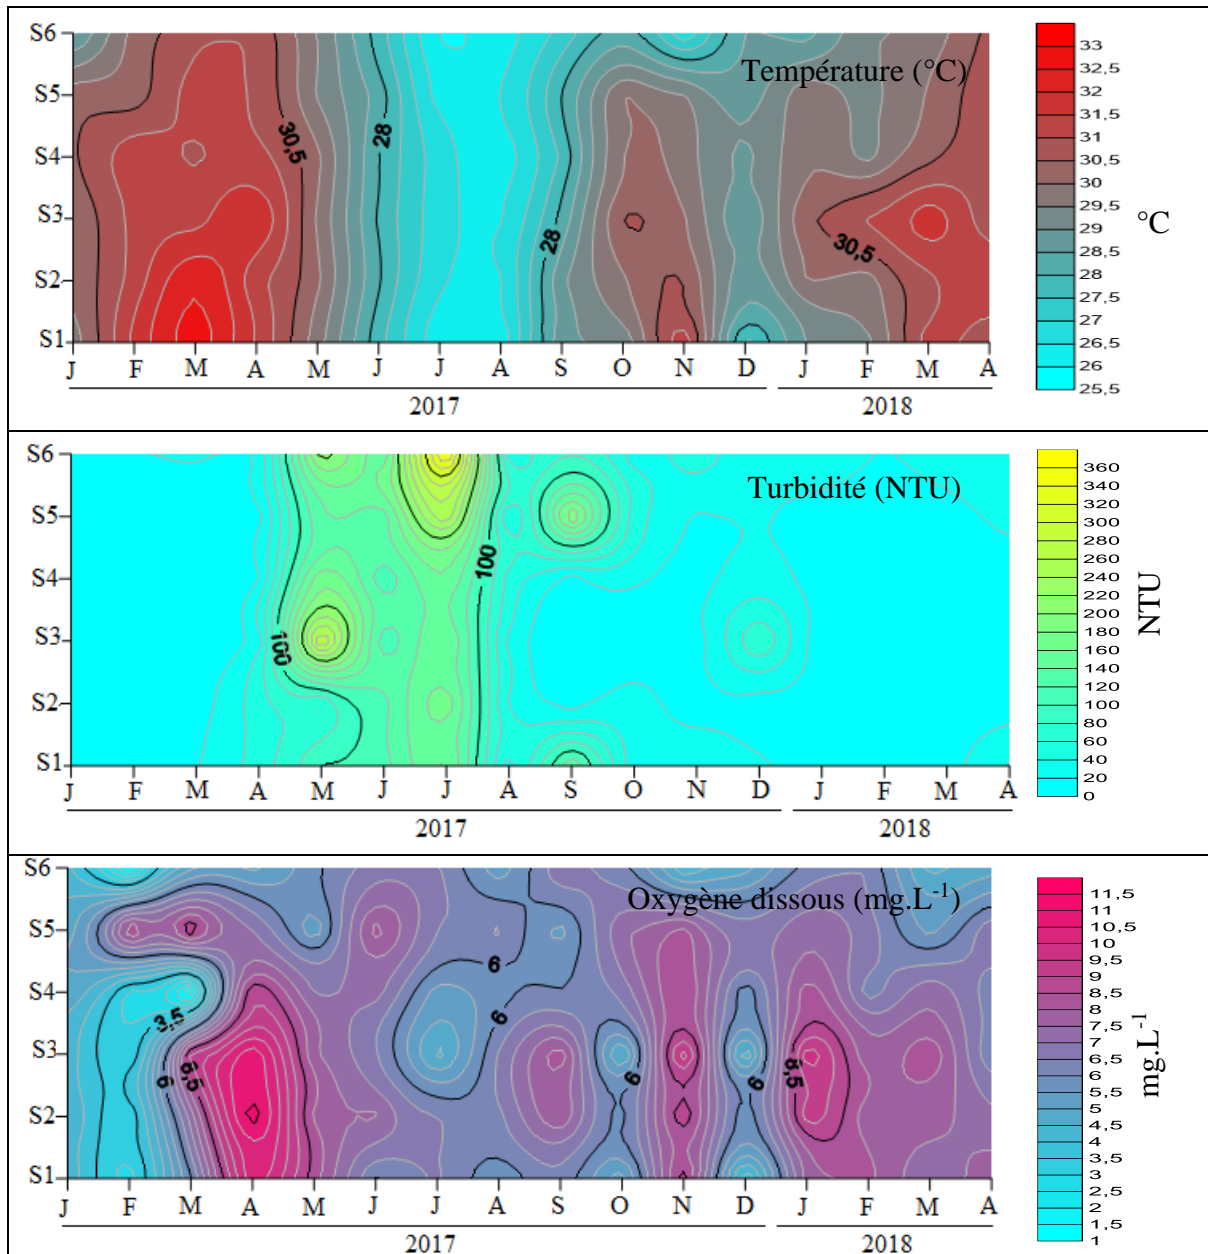 Température (°C)
S6
S5
S4
S3
S2
S1
30,5
28
28
30,5
J F M A M J J A S O N D J F M A
2017 2018
33
32,5
32
31,5
31
30,5
30
29,5
29
28,5
28
27,5
27
26,5
26
25,5
°C
Turbidité (NTU)
S6
S5
S4
S3
S2
S1
100
100
J F M A M J J A S O N D J F M A
2017 2018
360
340
320
300
280
260
240
220
200
180
160
140
120
100
80
60
40
20
0
NTU
Oxygène dissous (mg.L-1)
S6
S5
S4
S3
S2
S1
3,5
6
8,5
6
6
6
6
8,5
J F M A M J J A S O N D J F M A
2017 2018
11,5
11
10,5
10
9,5
9
8,5
8
7,5
7
6,5
6
5,5
5
4,5
4
3,5
3
2,5
2
1,5
1
mg.L-1